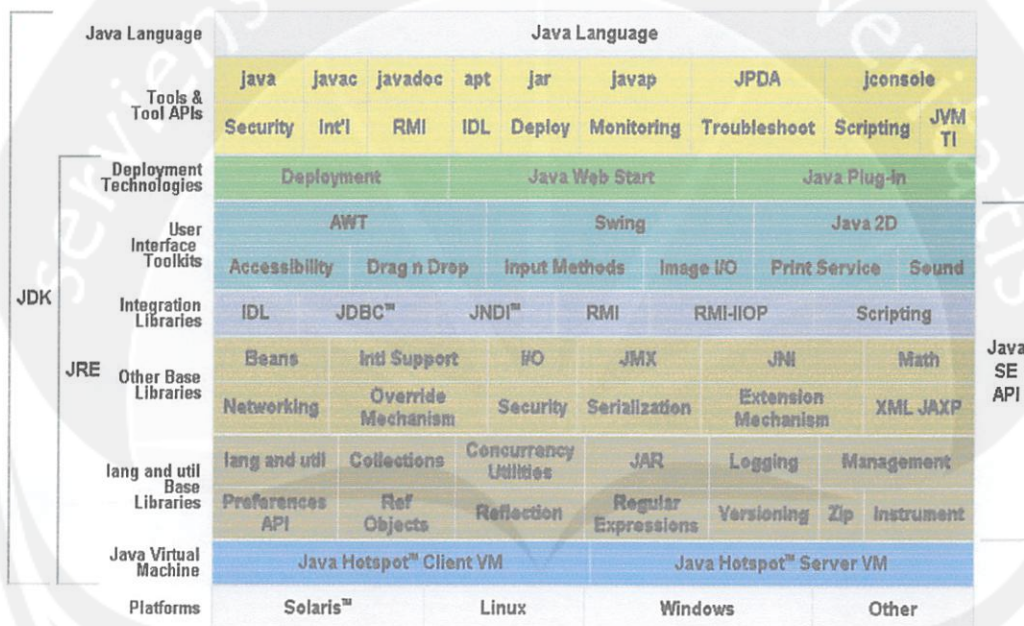 Java Language Java Language
java javac javadoc apt jar javap JPDA jconsole
Tools &
Tool APIs
Security Int'l RMI IDL Deploy Monitoring Troubleshoot Scripting JVM
TI
Deployment
Technologies
Deployment Java Web Start Java Plug-in
AWT Swing Java 2D
User
Interface
Toolkits
Accessibility Drag n Drop Input Methods Image I/O Print Service Sound
JDK
Integration
Libraries
IDL JDBC™ JNDI™ RMI RMI-IIOP Scripting
JRE
Beans Intl Support I/O JMX JNI Math
Other Base
Libraries
Networking Override
Mechanism Security Serialization Extension
Mechanism XML JAXP
Java
SE
API
lang and util Collections Concurrency
Utilities JAR Logging Management
lang and util
Base
Libraries
Preferences
API Ref
Objects Reflection Regular
Expressions Versioning Zip Instrument
Java Virtual
Machine
Java Hotspot™ Client VM Java Hotspot™ Server VM
Platforms Solaris™ Linux Windows Other
serviens
veritatis